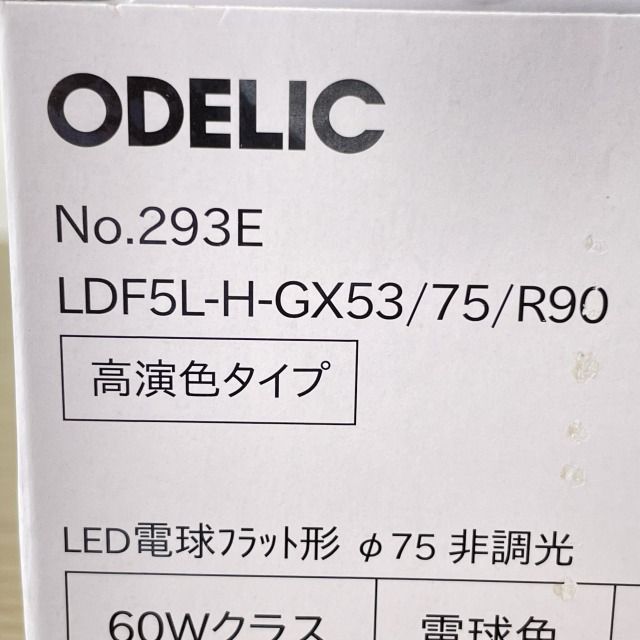 ODELIC
No.293E
LDF5L-H-GX53/75/R90
高演色タイプ
LED電球フラット形 φ75 非調光
60Wクラス 電球色